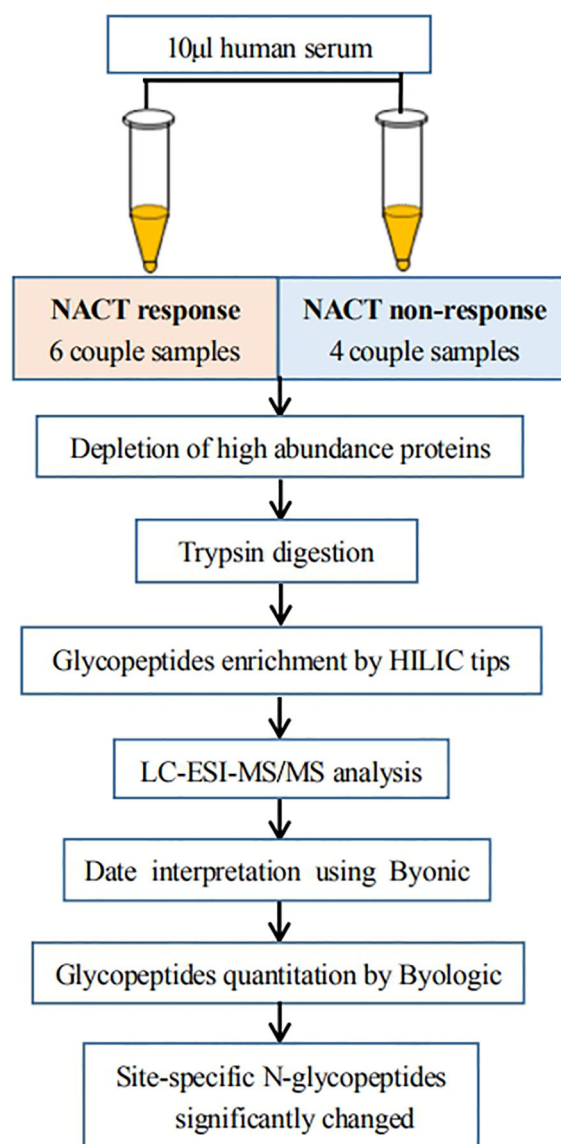 10μl human serum
NACT response
6 couple samples
NACT non-response
4 couple samples
Depletion of high abundance proteins
Trypsin digestion
Glycopeptides enrichment by HILIC tips
LC-ESI-MS/MS analysis
Date interpretation using Byonic
Glycopeptides quantitation by Byologic
Site-specific N-glycopeptides
significantly changed